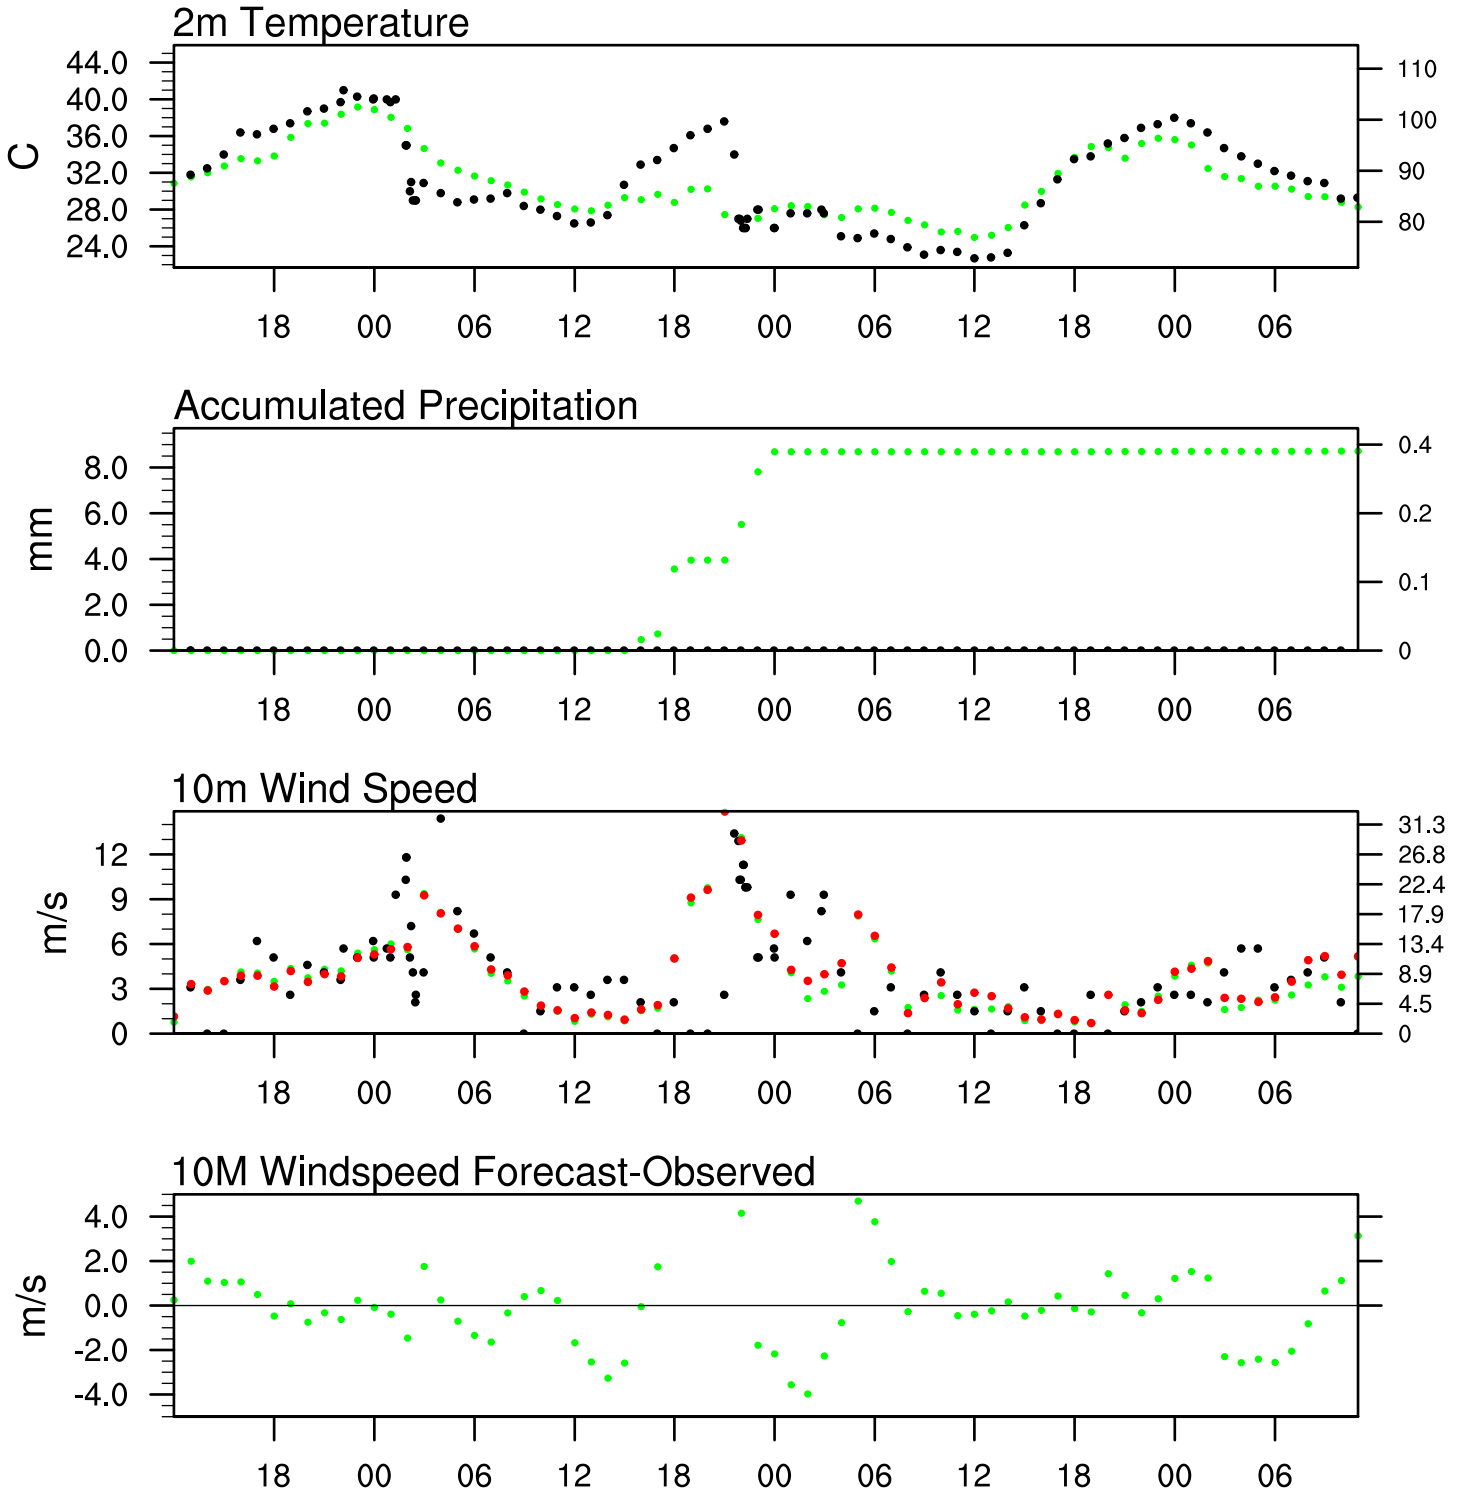 2m Temperature
44.0 110
40.0 100
36.0
C 32.0 90
28.0 80
24.0
18 00 06 12 18 00 06 12 18 00 06
Accumulated Precipitation
8.0 0.4
6.0 0.2
mm 4.0 0.1
2.0
0.0 0
18 00 06 12 18 00 06 12 18 00 06
10m Wind Speed
31.3
12 26.8
9 22.4
17.9
m/s 6 13.4
8.9
3 4.5
0 0
18 00 06 12 18 00 06 12 18 00 06
10M Windspeed Forecast-Observed
4.0
2.0
m/s 0.0
-2.0
-4.0
18 00 06 12 18 00 06 12 18 00 06